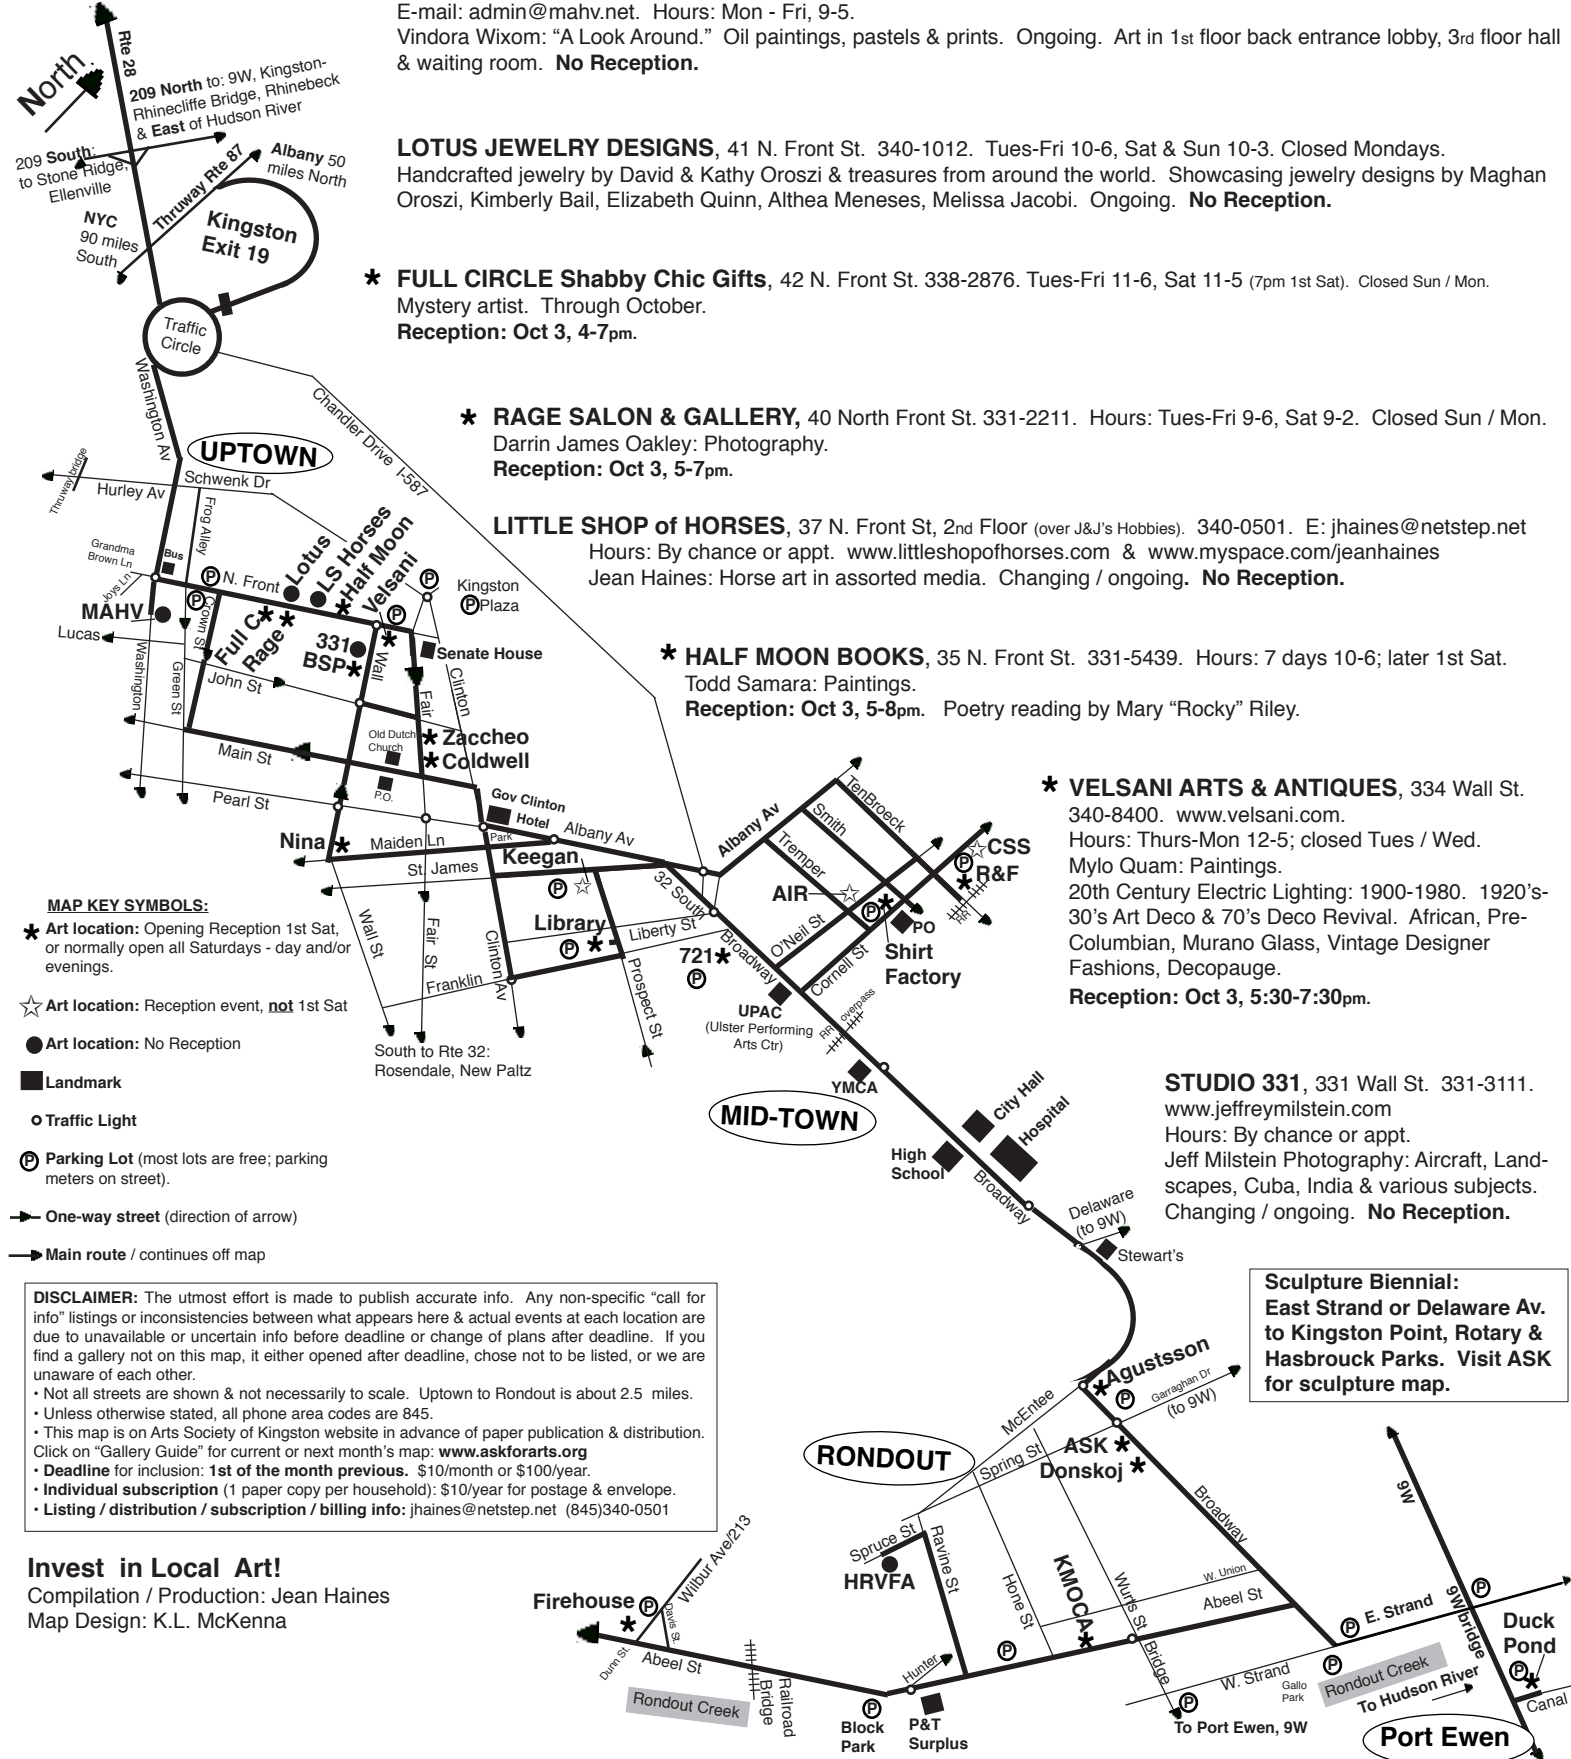 E-mail: admin@mahv.net. Hours: Mon - Fri, 9-5.
Vindora Wixom: “A Look Around.” Oil paintings, pastels & prints. Ongoing. Art in 1st floor back entrance lobby, 3rd floor hall
& waiting room. No Reception.
LOTUS JEWELRY DESIGNS, 41 N. Front St. 340-1012. Tues-Fri 10-6, Sat & Sun 10-3. Closed Mondays.
Handcrafted jewelry by David & Kathy Oroszi & treasures from around the world. Showcasing jewelry designs by Maghan
Oroszi, Kimberly Bail, Elizabeth Quinn, Althea Meneses, Melissa Jacobi. Ongoing. No Reception.
* FULL CIRCLE Shabby Chic Gifts, 42 N. Front St. 338-2876. Tues-Fri 11-6, Sat 11-5 (7pm 1st Sat). Closed Sun / Mon.
Mystery artist. Through October.
Reception: Oct 3, 4-7pm.
* RAGE SALON & GALLERY, 40 North Front St. 331-2211. Hours: Tues-Fri 9-6, Sat 9-2. Closed Sun / Mon.
Darrin James Oakley: Photography.
Reception: Oct 3, 5-7pm.
LITTLE SHOP of HORSES, 37 N. Front St, 2nd Floor (over J&J’s Hobbies). 340-0501. E: jhaines@netstep.net
Hours: By chance or appt. www.littleshopofhorses.com & www.myspace.com/jeanhaines
Jean Haines: Horse art in assorted media. Changing / ongoing. No Reception.
* HALF MOON BOOKS, 35 N. Front St. 331-5439. Hours: 7 days 10-6; later 1st Sat.
Todd Samara: Paintings.
Reception: Oct 3, 5-8pm. Poetry reading by Mary “Rocky” Riley.
* VELSANI ARTS & ANTIQUES, 334 Wall St.
340-8400. www.velsani.com.
Hours: Thurs-Mon 12-5; closed Tues / Wed.
Mylo Quam: Paintings.
20th Century Electric Lighting: 1900-1980. 1920’s-
30’s Art Deco & 70’s Deco Revival. African, Pre-
Columbian, Murano Glass, Vintage Designer
Fashions, Decopauge.
Reception: Oct 3, 5:30-7:30pm.
STUDIO 331, 331 Wall St. 331-3111.
www.jeffreymilstein.com
Hours: By chance or appt.
Jeff Milstein Photography: Aircraft, Land-
scapes, Cuba, India & various subjects.
Changing / ongoing. No Reception.
Sculpture Biennial:
East Strand or Delaware Av.
to Kingston Point, Rotary &
Hasbrouck Parks. Visit ASK
for sculpture map.
North
Rte 28
209 North to: 9W, Kingston-
Rhinecliffe Bridge, Rhinebeck
& East of Hudson River
209 South:
to Stone Ridge,
Ellenville
Thruway Rte 87
Albany 50
miles North
NYC
90 miles
South
Kingston
Exit 19
Traffic
Circle
Washington Av
Chandler Drive I-587
UPTOWN
Thruway bridge
Hurley Av
Schwenk Dr
Frog Alley
Grandma
Brown Ln
Joys Ln
Bus
P
N. Front
Lotus
LS Horses
Half Moon
Velsani
P
P
P
Kingston
P Plaza
MAHV
Lucas
Crown St
Full C
Rage
331
BSP
Wall
Senate House
Washington
Green St
John St
Fair
Clinton
Old Dutch
Church
Zaccheo
Coldwell
Main St
P.O.
Pearl St
Gov Clinton
Hotel
Park
Albany Av
Nina
Maiden Ln
Keegan
St. James
P
32 South
Albany Av
TenBroeck
Smith
Tremper
AIR
CSS
P
R&F
RR
P
PO
Shirt
Factory
O’Neil St
Cornell St
Library
P
Liberty St
721
P
Broadway
Wall St
Fair St
Clinton Av
Franklin
Prospect St
UPAC
(Ulster Performing
Arts Ctr)
RR overpass
South to Rte 32:
Rosendale, New Paltz
YMCA
MID-TOWN
City Hall
Hospital
High
School
Broadway
Delaware
(to 9W)
Stewart’s
MAP KEY SYMBOLS:
* Art location: Opening Reception 1st Sat,
or normally open all Saturdays - day and/or
evenings.
☆ Art location: Reception event, not 1st Sat
● Art location: No Reception
■ Landmark
Traffic Light
P Parking Lot (most lots are free; parking
meters on street).
One-way street (direction of arrow)
Main route / continues off map
DISCLAIMER: The utmost effort is made to publish accurate info. Any non-specific “call for
info” listings or inconsistencies between what appears here & actual events at each location are
due to unavailable or uncertain info before deadline or change of plans after deadline. If you
find a gallery not on this map, it either opened after deadline, chose not to be listed, or we are
unaware of each other.
• Not all streets are shown & not necessarily to scale. Uptown to Rondout is about 2.5 miles.
• Unless otherwise stated, all phone area codes are 845.
• This map is on Arts Society of Kingston website in advance of paper publication & distribution.
Click on “Gallery Guide” for current or next month’s map: www.askforarts.org
• Deadline for inclusion: 1st of the month previous. $10/month or $100/year.
• Individual subscription (1 paper copy per household): $10/year for postage & envelope.
• Listing / distribution / subscription / billing info: jhaines@netstep.net (845)340-0501
Invest in Local Art!
Compilation / Production: Jean Haines
Map Design: K.L. McKenna
Agustsson
P
Garraghan Dr
(to 9W)
McEntee
RONDOUT
Spring St
ASK
Donskoj
Broadway
9W
Spruce St
HRVFA
Ravine St
Hone St
KMOCA
Wurts St
Bridge
W. Union
Abeel St
Firehouse
P
Wilbur Ave/213
Davis St.
Dunn St.
Abeel St
Rondout Creek
Railroad
Bridge
P
Block
Park
Hunter
P&T
Surplus
P
W. Strand
P
To Port Ewen, 9W
Gallo
Park
P
P
E. Strand
Rondout Creek
To Hudson River
9W bridge
P
Duck
Pond
P
Canal
Port Ewen